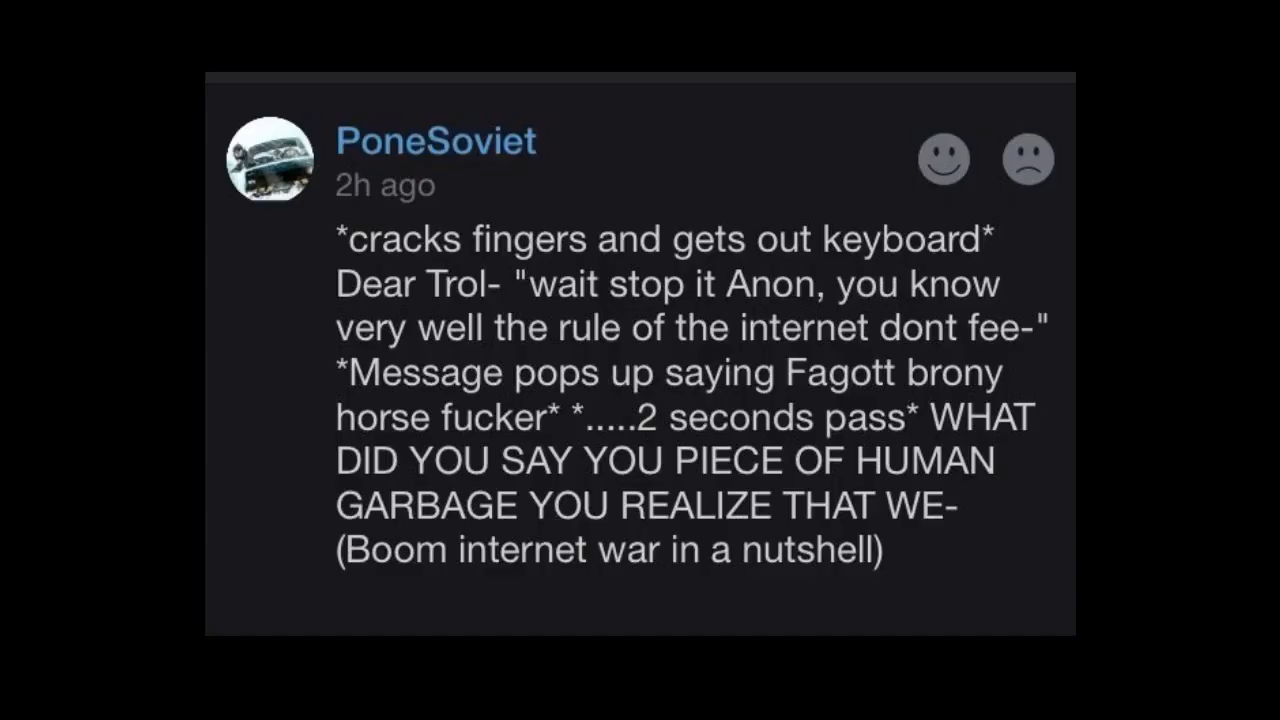 PoneSoviet
2h ago
*cracks fingers and gets out keyboard*
Dear Trol- "wait stop it Anon, you know
very well the rule of the internet dont fee-"
*Message pops up saying Fagott brony
horse fucker* *.....2 seconds pass* WHAT
DID YOU SAY YOU PIECE OF HUMAN
GARBAGE YOU REALIZE THAT WE-
(Boom internet war in a nutshell)